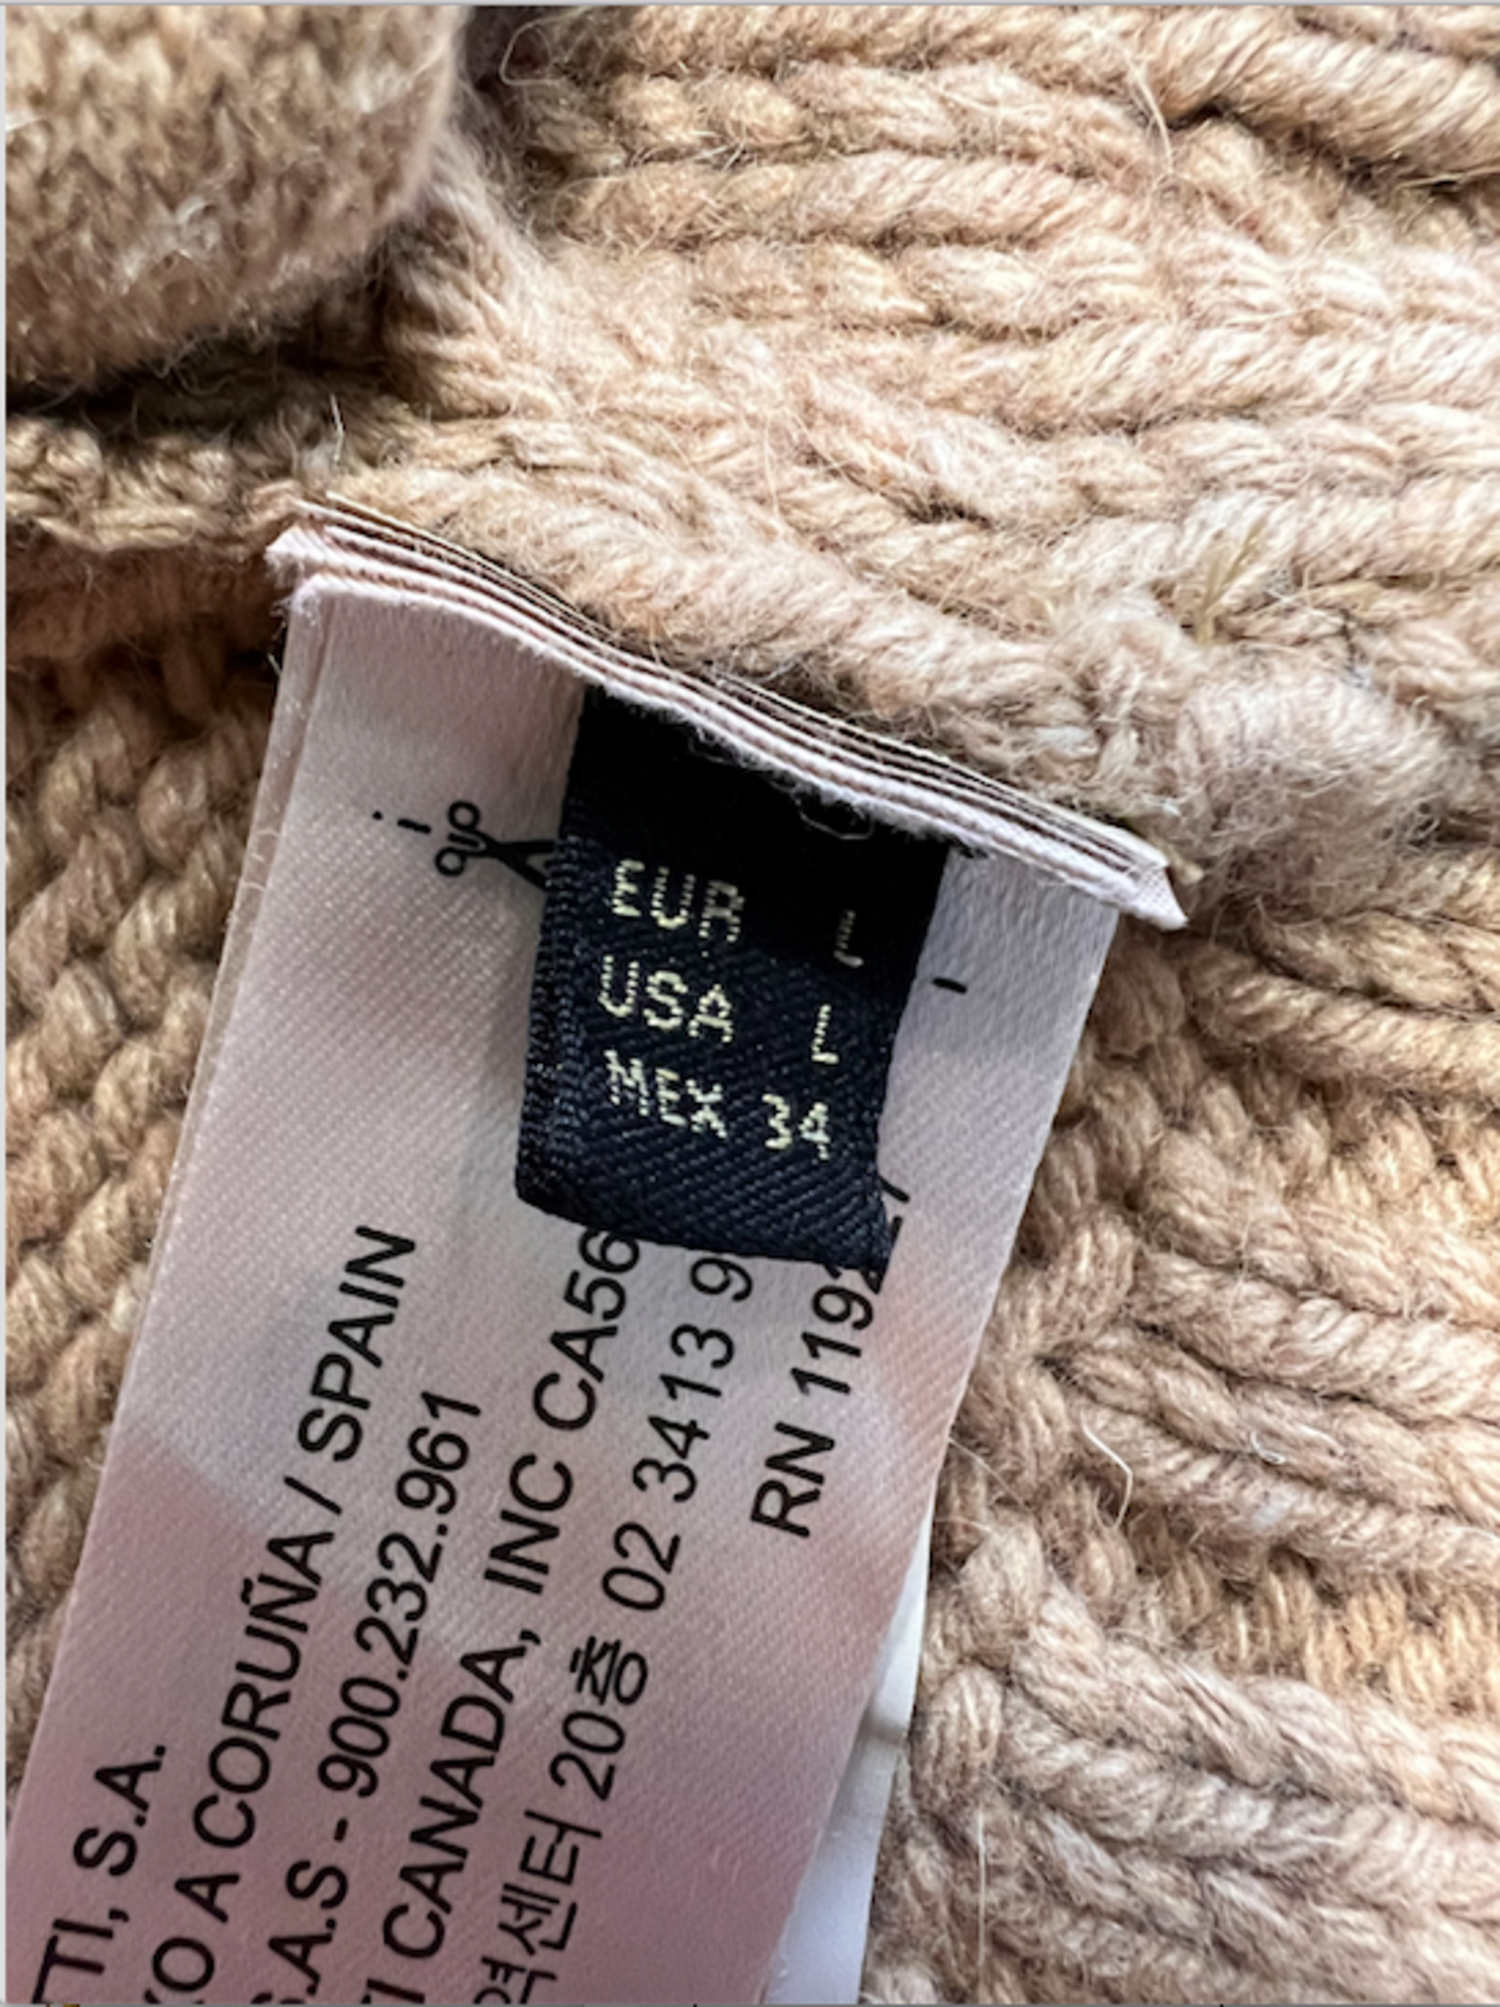 EUR L
USA L
MEX 34
S.A.
A CORUÑA / SPAIN
900.232.961
CANADA, INC CA56
20층 02 3413 9
RN 119